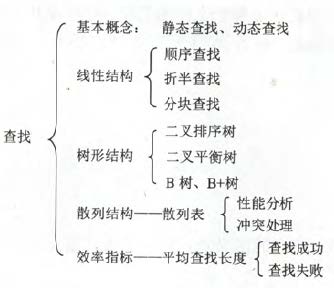 基本概念： 静态查找、动态查找
顺序查找
线性结构
折半查找
分块查找
查找
二叉排序树
树形结构
二叉平衡树
B 树、B+树
散列结构——散列表
性能分析
冲突处理
效率指标——平均查找长度
查找成功
查找失败